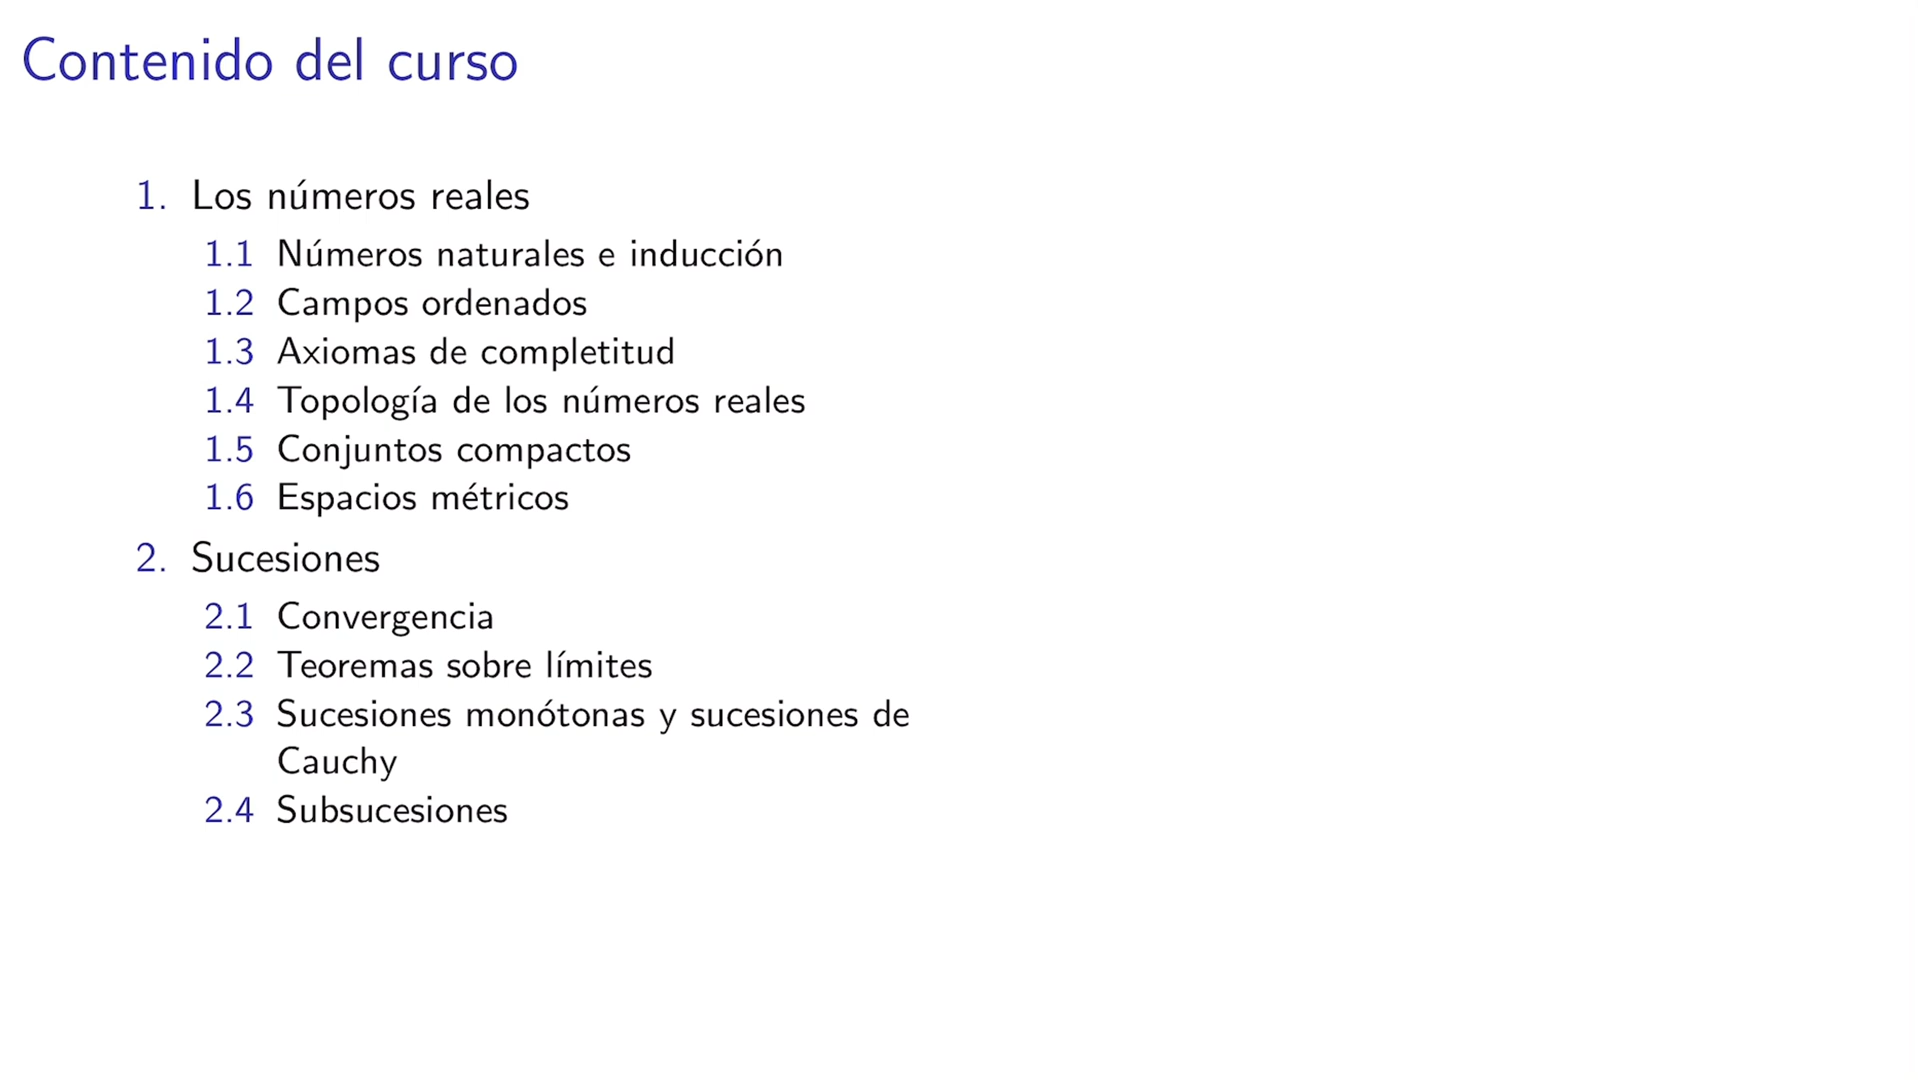 Contenido del curso
1. Los números reales
1.1 Números naturales e inducción
1.2 Campos ordenados
1.3 Axiomas de completitud
1.4 Topología de los números reales
1.5 Conjuntos compactos
1.6 Espacios métricos
2. Sucesiones
2.1 Convergencia
2.2 Teoremas sobre límites
2.3 Sucesiones monótonas y sucesiones de
Cauchy
2.4 Subsucesiones